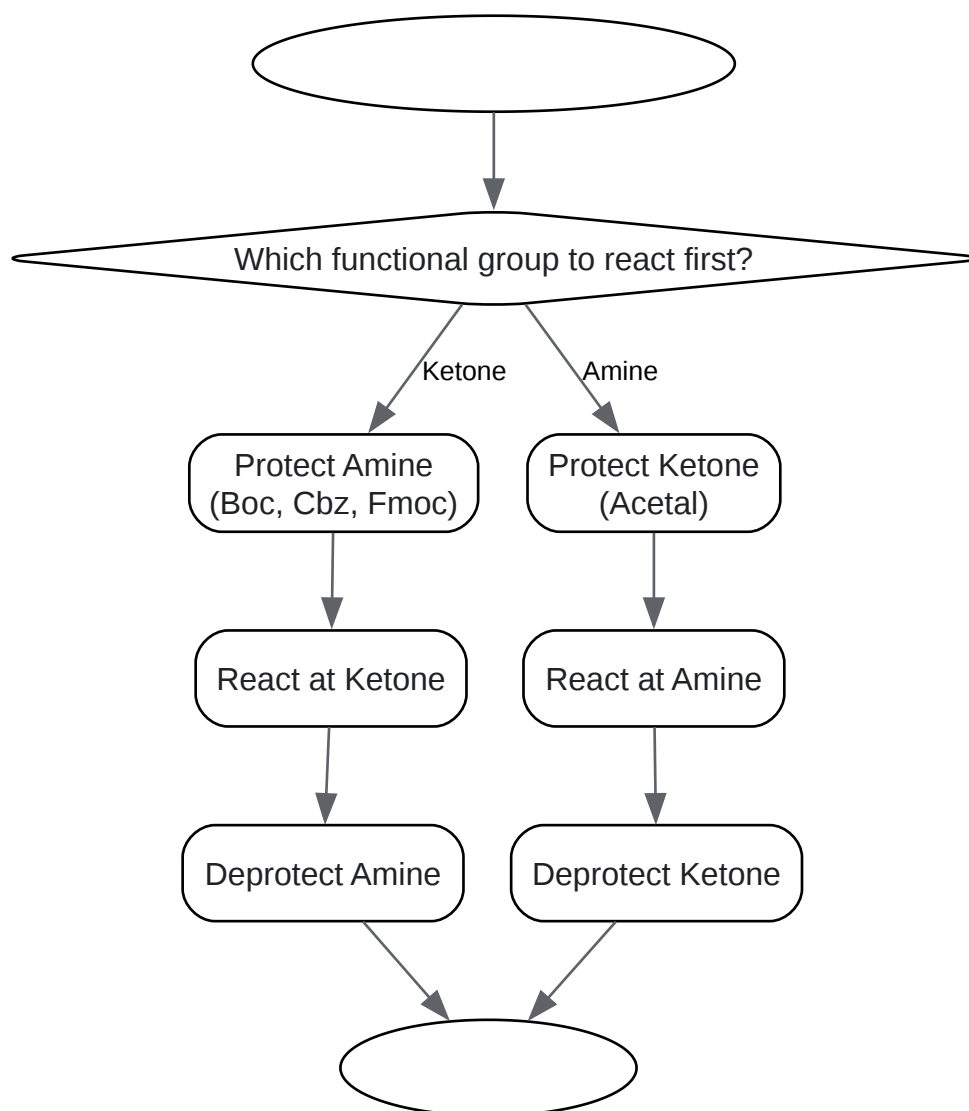 Which functional group to react first?
Ketone
Amine
Protect Amine
(Boc, Cbz, Fmoc)
Protect Ketone
(Acetal)
React at Ketone
React at Amine
Deprotect Amine
Deprotect Ketone